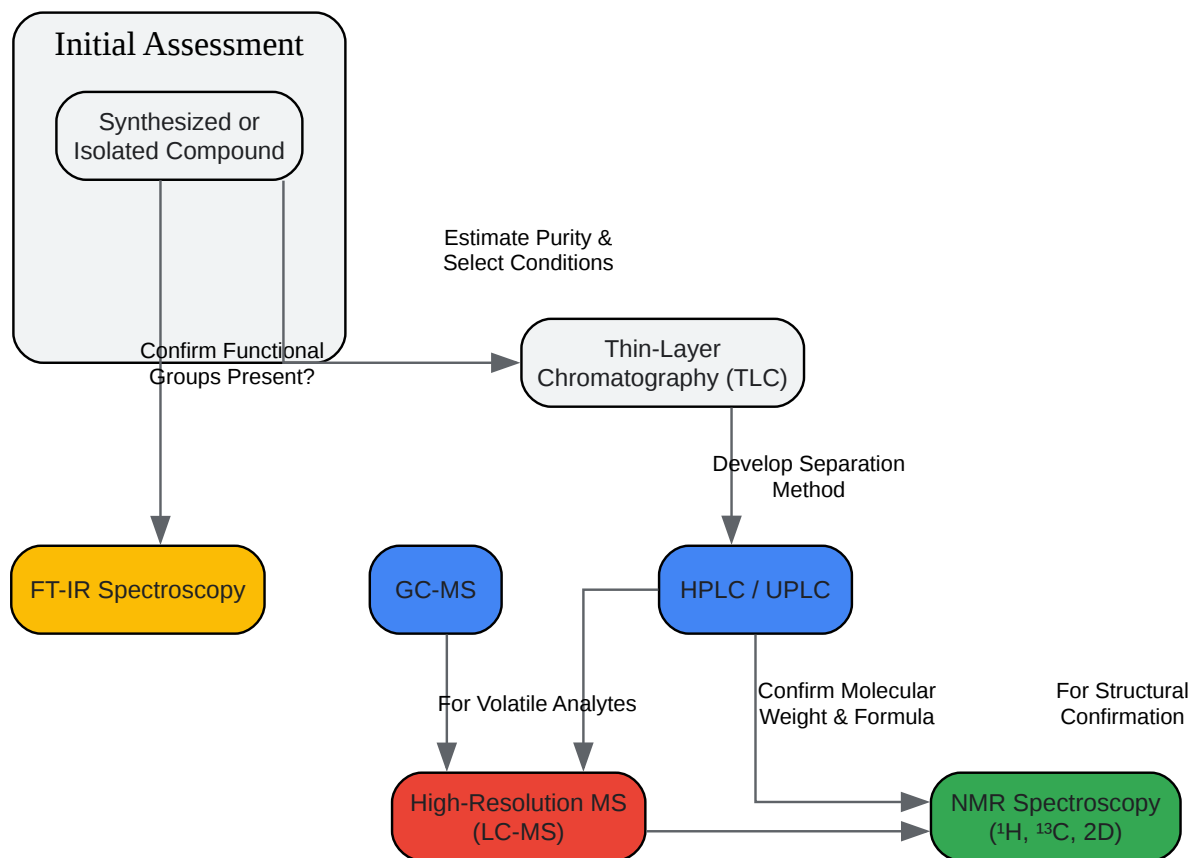 Initial Assessment
Synthesized or
Isolated Compound
Estimate Purity &
Select Conditions
Confirm Functional
Groups Present?
Thin-Layer
Chromatography (TLC)
Develop Separation
Method
FT-IR Spectroscopy
GC-MS
HPLC / UPLC
For Volatile Analytes
Confirm Molecular
Weight & Formula
For Structural
Confirmation
High-Resolution MS
(LC-MS)
NMR Spectroscopy
(¹H, ¹³C, 2D)